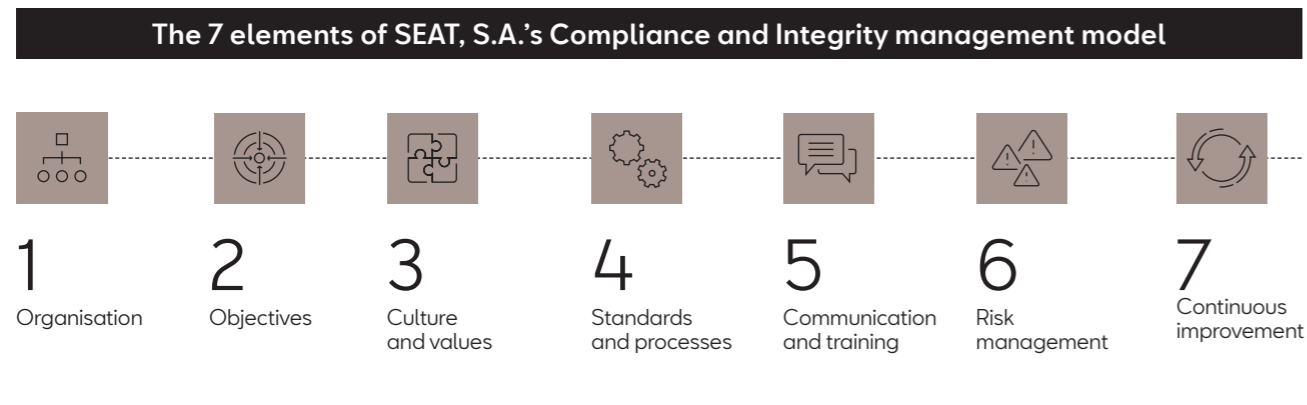 The 7 elements of SEAT, S.A.’s Compliance and Integrity management model
1
Organisation
2
Objectives
3
Culture
and values
4
Standards
and processes
5
Communication
and training
6
Risk
management
7
Continuous
improvement